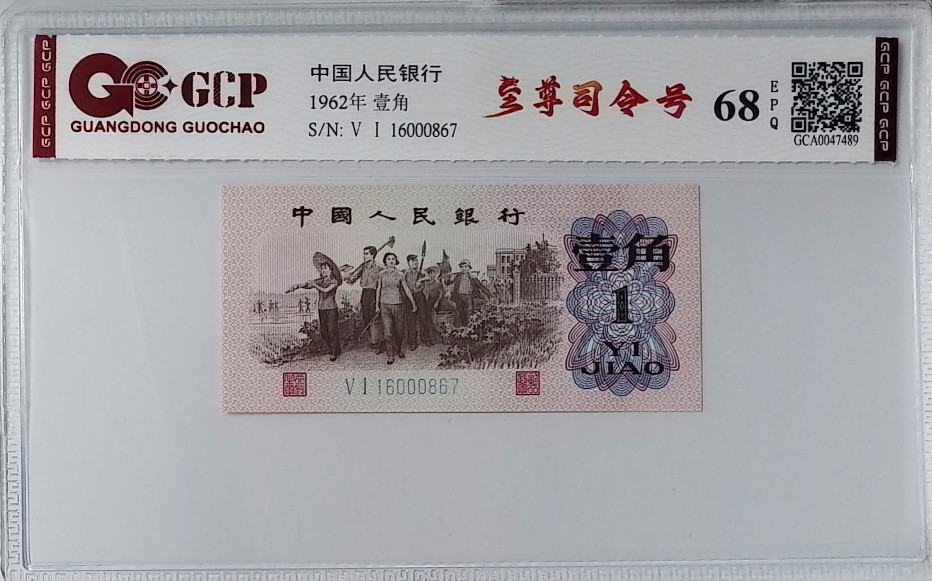 GCP GCP GCP
GCP
GUANGDONG GUOCHAO
中国人民银行
1962年 壹角
S/N: V I 16000867
至尊司令号
68
EPQ
GCA0047489
GCP GCP GCP
中國人民銀行
壹角
1
YI
JIAO
V I 16000867